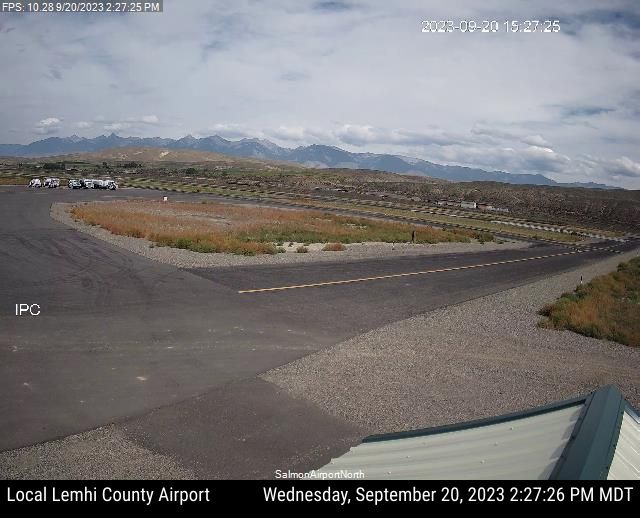 FPS: 10.28 9/20/2023 2:27:25 PM
2023-09-20 15:27:25
IPC
SalmonAirportNorth
Local Lemhi County Airport Wednesday, September 20, 2023 2:27:26 PM MDT